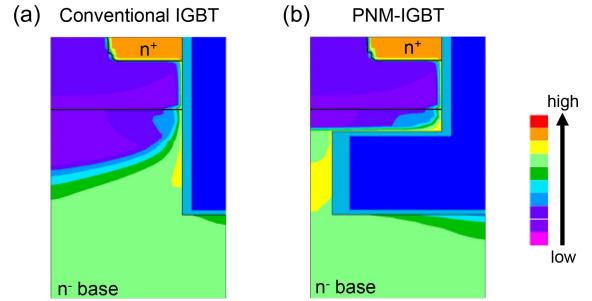 (a) Conventional IGBT
(b) PNM-IGBT
n⁺
n⁺
high
low
n⁻ base
n⁻ base